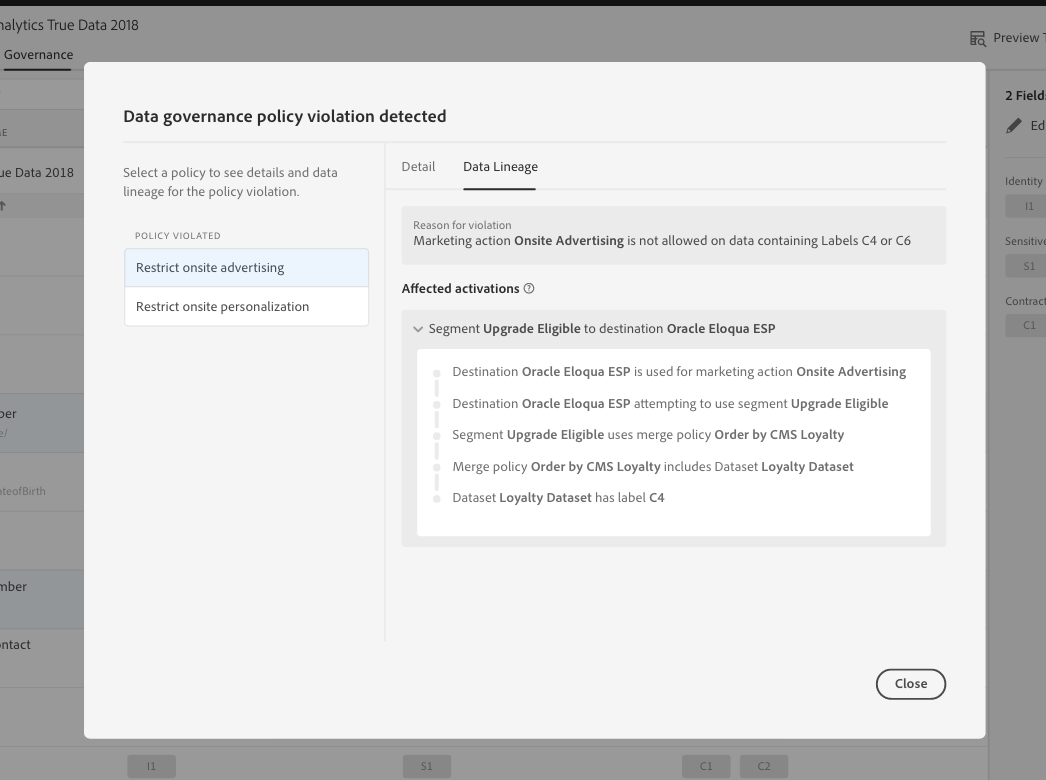 nalytics True Data 2018
Governance
Preview
Data governance policy violation detected
Select a policy to see details and data
lineage for the policy violation.
POLICY VIOLATED
Restrict onsite advertising
Restrict onsite personalization
Detail
Data Lineage
Reason for violation
Marketing action Onsite Advertising is not allowed on data containing Labels C4 or C6
Affected activations
Segment Upgrade Eligible to destination Oracle Eloqua ESP
Destination Oracle Eloqua ESP is used for marketing action Onsite Advertising
Destination Oracle Eloqua ESP attempting to use segment Upgrade Eligible
Segment Upgrade Eligible uses merge policy Order by CMS Loyalty
Merge policy Order by CMS Loyalty includes Dataset Loyalty Dataset
Dataset Loyalty Dataset has label C4
Close
ue Data 2018
ber
e/
ateofBirth
mber
ntact
2 Field
Ed
Identity
I1
Sensitive
S1
Contract
C1
I1
S1
C1
C2